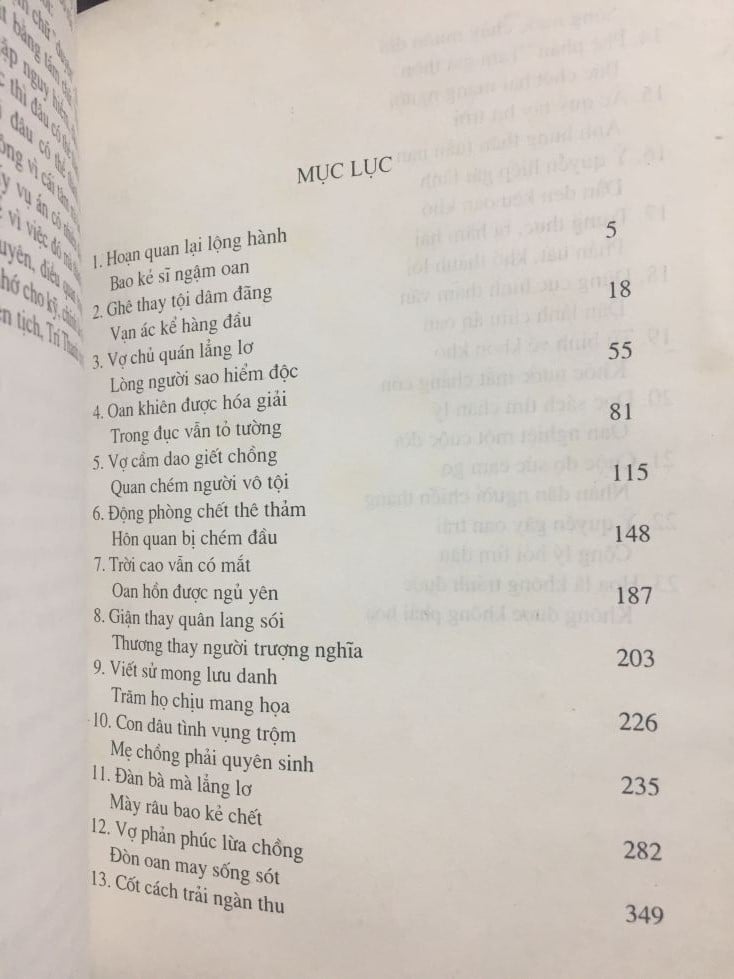 MỤC LỤC
1. Hoạn quan lại lộng hành 5
Bao kẻ sĩ ngậm oan
2. Ghê thay tội dâm đãng 18
Vạn ác kể hàng đầu
3. Vợ chủ quán lẳng lơ 55
Lòng người sao hiểm độc
4. Oan khiên được hóa giải 81
Trong đục vẫn tỏ tường
5. Vợ cầm dao giết chồng 115
Quan chém người vô tội
6. Động phòng chết thê thảm 148
Hôn quan bị chém đầu
7. Trời cao vẫn có mắt 187
Oan hồn được ngủ yên
8. Giận thay quân lang sói 203
Thương thay người trượng nghĩa
9. Viết sử mong lưu danh 226
Trăm họ chịu mang họa
10. Con dâu tình vụng trộm 235
Mẹ chồng phải quyên sinh
11. Đàn bà mà lẳng lơ 282
Mày râu bao kẻ chết
12. Vợ phản phúc lừa chồng 349
Đòn oan may sống sót
13. Cốt cách trải ngàn thu